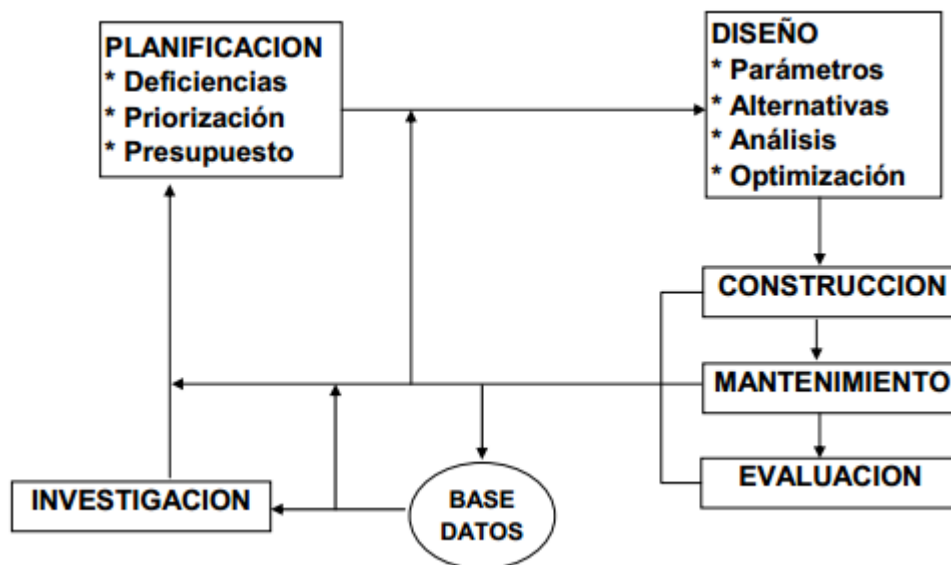 PLANIFICACION
* Deficiencias
* Priorización
* Presupuesto
DISEÑO
* Parámetros
* Alternativas
* Análisis
* Optimización
CONSTRUCCION
MANTENIMIENTO
EVALUACION
INVESTIGACION
BASE
DATOS